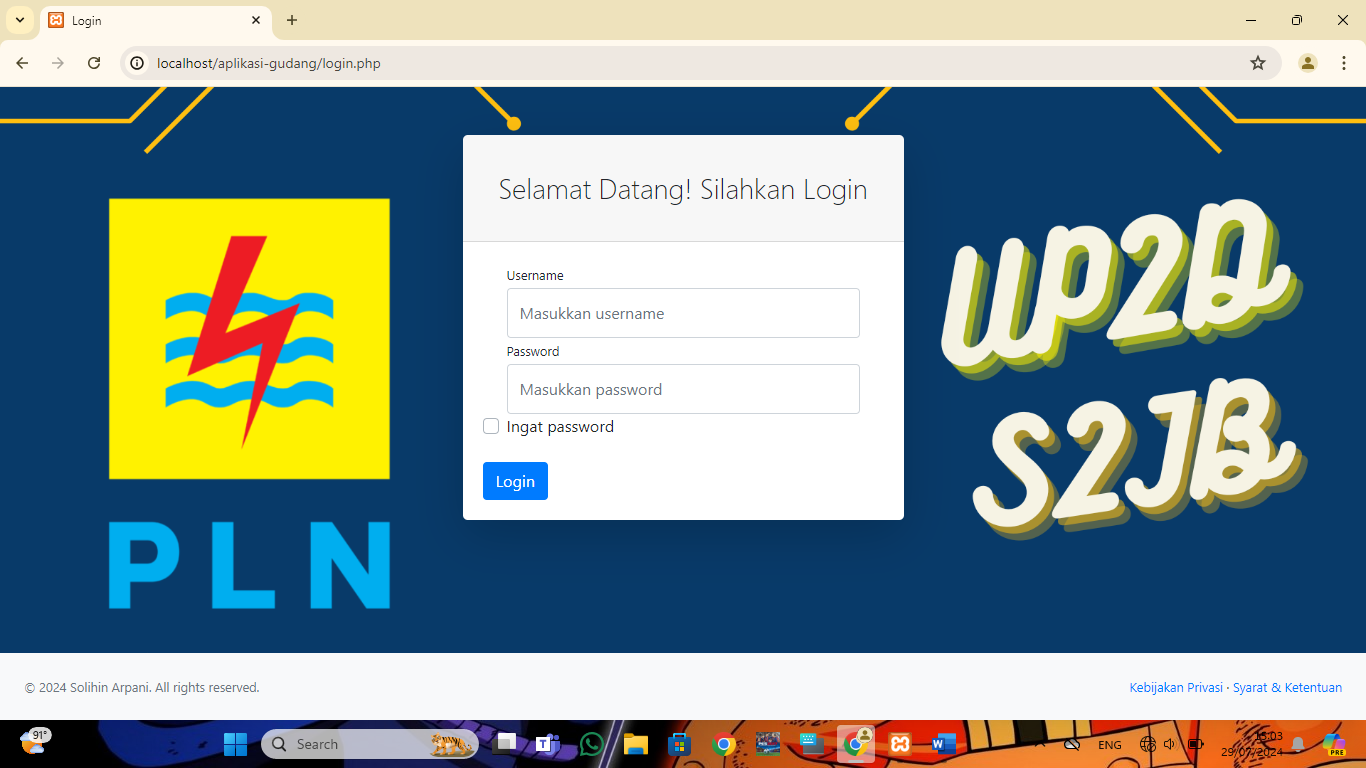 Login
localhost/aplikasi-gudang/login.php
Selamat Datang! Silahkan Login
Username
Masukkan username
Password
Masukkan password
Ingat password
Login
PLN
UP2D
S2JB
© 2024 Solihin Arpani. All rights reserved.
Kebijakan Privasi · Syarat & Ketentuan
91°
Search
ENG
29/07/2024
PRE